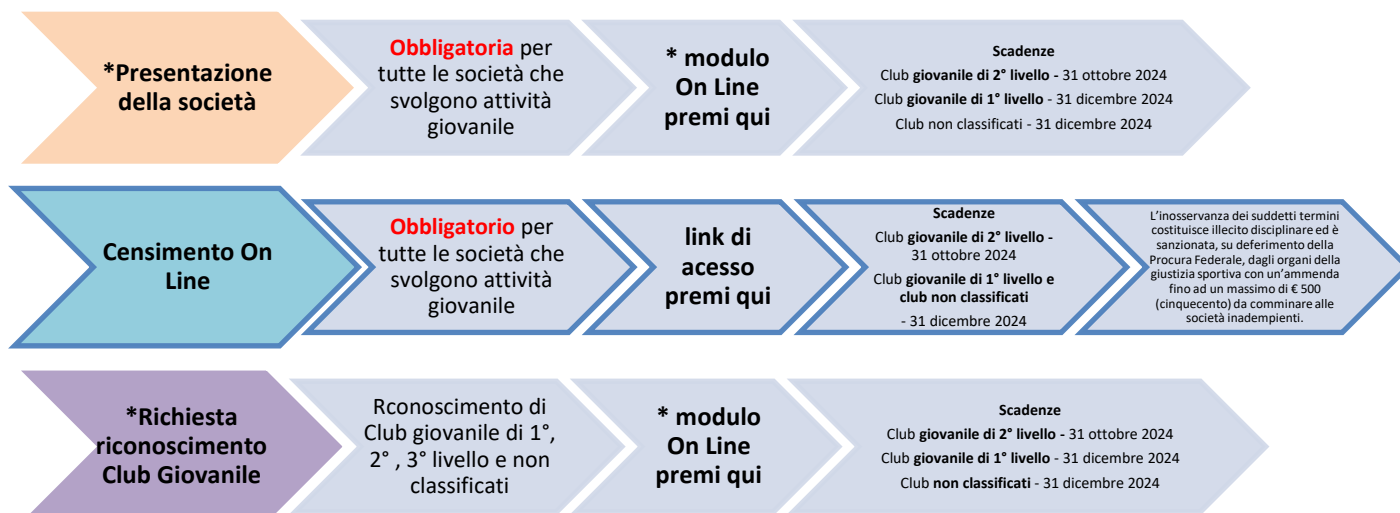 *Presentazione
della società
Obbligatoria per
tutte le società che
svolgono attività
giovanile
* modulo
On Line
premi qui
Scadenze
Club giovanile di 2° livello - 31 ottobre 2024
Club giovanile di 1° livello - 31 dicembre 2024
Club non classificati - 31 dicembre 2024
Censimento On
Line
Obbligatorio per
tutte le società che
svolgono attività
giovanile
link di
acesso
premi qui
Scadenze
Club giovanile di 2° livello -
31 ottobre 2024
Club giovanile di 1° livello e
club non classificati
- 31 dicembre 2024
L'inosservanza dei suddetti termini
costituisce illecito disciplinare ed è
sanzionata, su deferimento della
Procura Federale, dagli organi della
giustizia sportiva con un'ammenda
fino ad un massimo di € 500
(cinquecento) da comminare alle
società inadempienti.
*Richiesta
riconoscimento
Club Giovanile
Rconoscimento di
Club giovanile di 1°,
2° , 3° livello e non
classificati
* modulo
On Line
premi qui
Scadenze
Club giovanile di 2° livello - 31 ottobre 2024
Club giovanile di 1° livello - 31 dicembre 2024
Club non classificati - 31 dicembre 2024